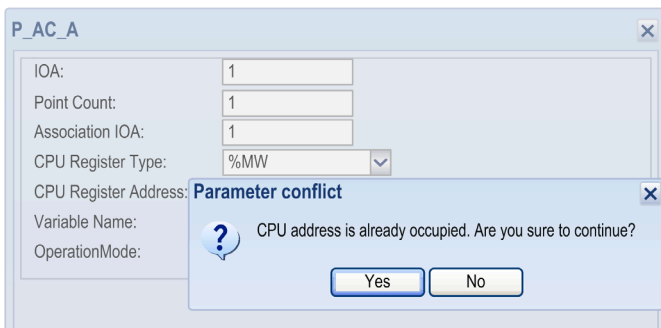 P_AC_A
IOA: 1
Point Count: 1
Association IOA: 1
CPU Register Type: %MW
CPU Register Address:
Variable Name:
OperationMode:
Parameter conflict
CPU address is already occupied. Are you sure to continue?
Yes No